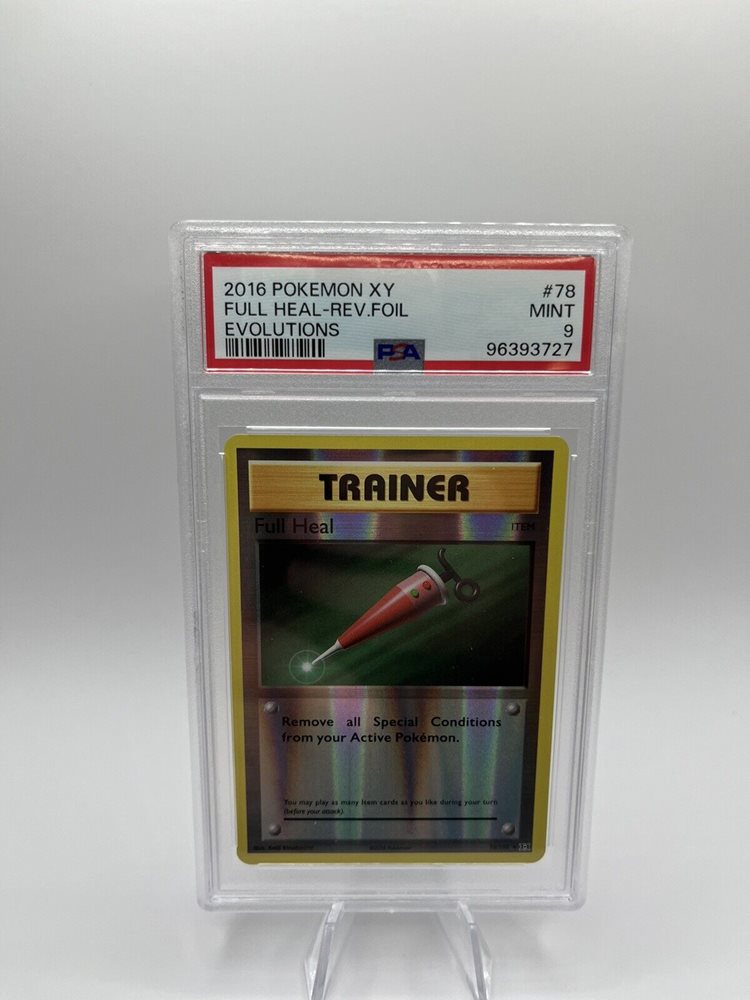 2016 POKEMON XY #78
FULL HEAL-REV.FOIL MINT
EVOLUTIONS 9
PSA 96393727
TRAINER
Full Heal ITEM
Remove all Special Conditions
from your Active Pokémon.
You may play as many Item cards as you like during your turn
(before your attack).